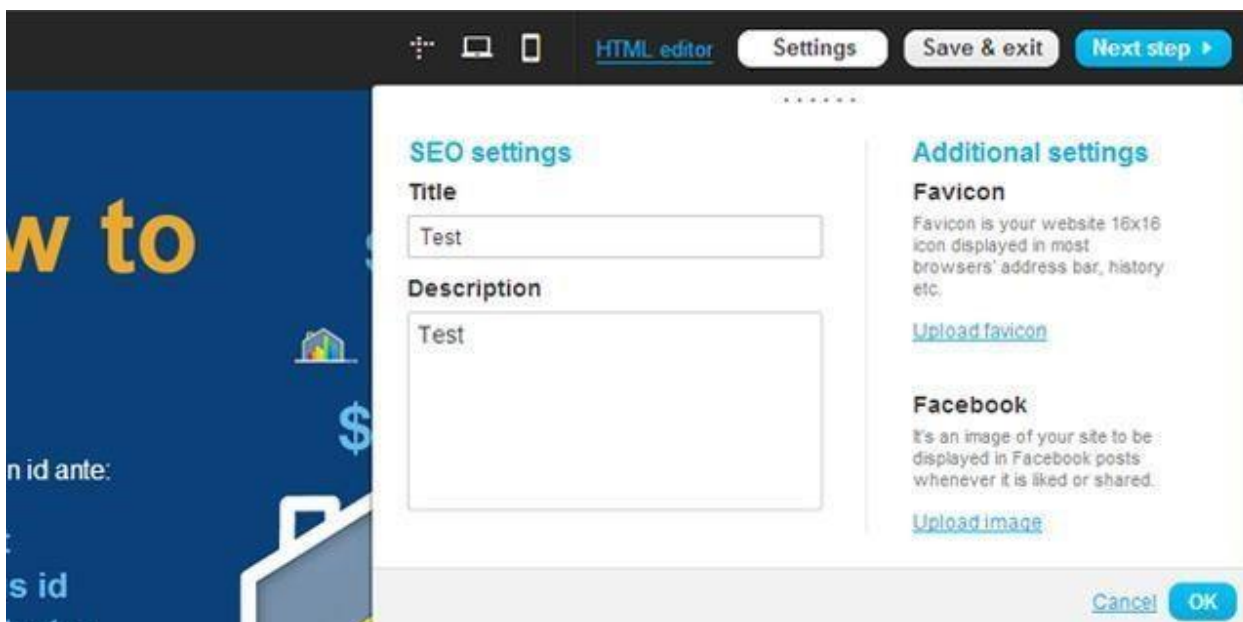 HTML editor Settings Save & exit Next step
SEO settings
Title
Test
Description
Test
Additional settings
Favicon
Favicon is your website 16x16
icon displayed in most
browsers' address bar, history
etc.
Upload favicon
Facebook
It's an image of your site to be
displayed in Facebook posts
whenever it is liked or shared.
Upload image
Cancel OK
w to
$
n id ante:
s id